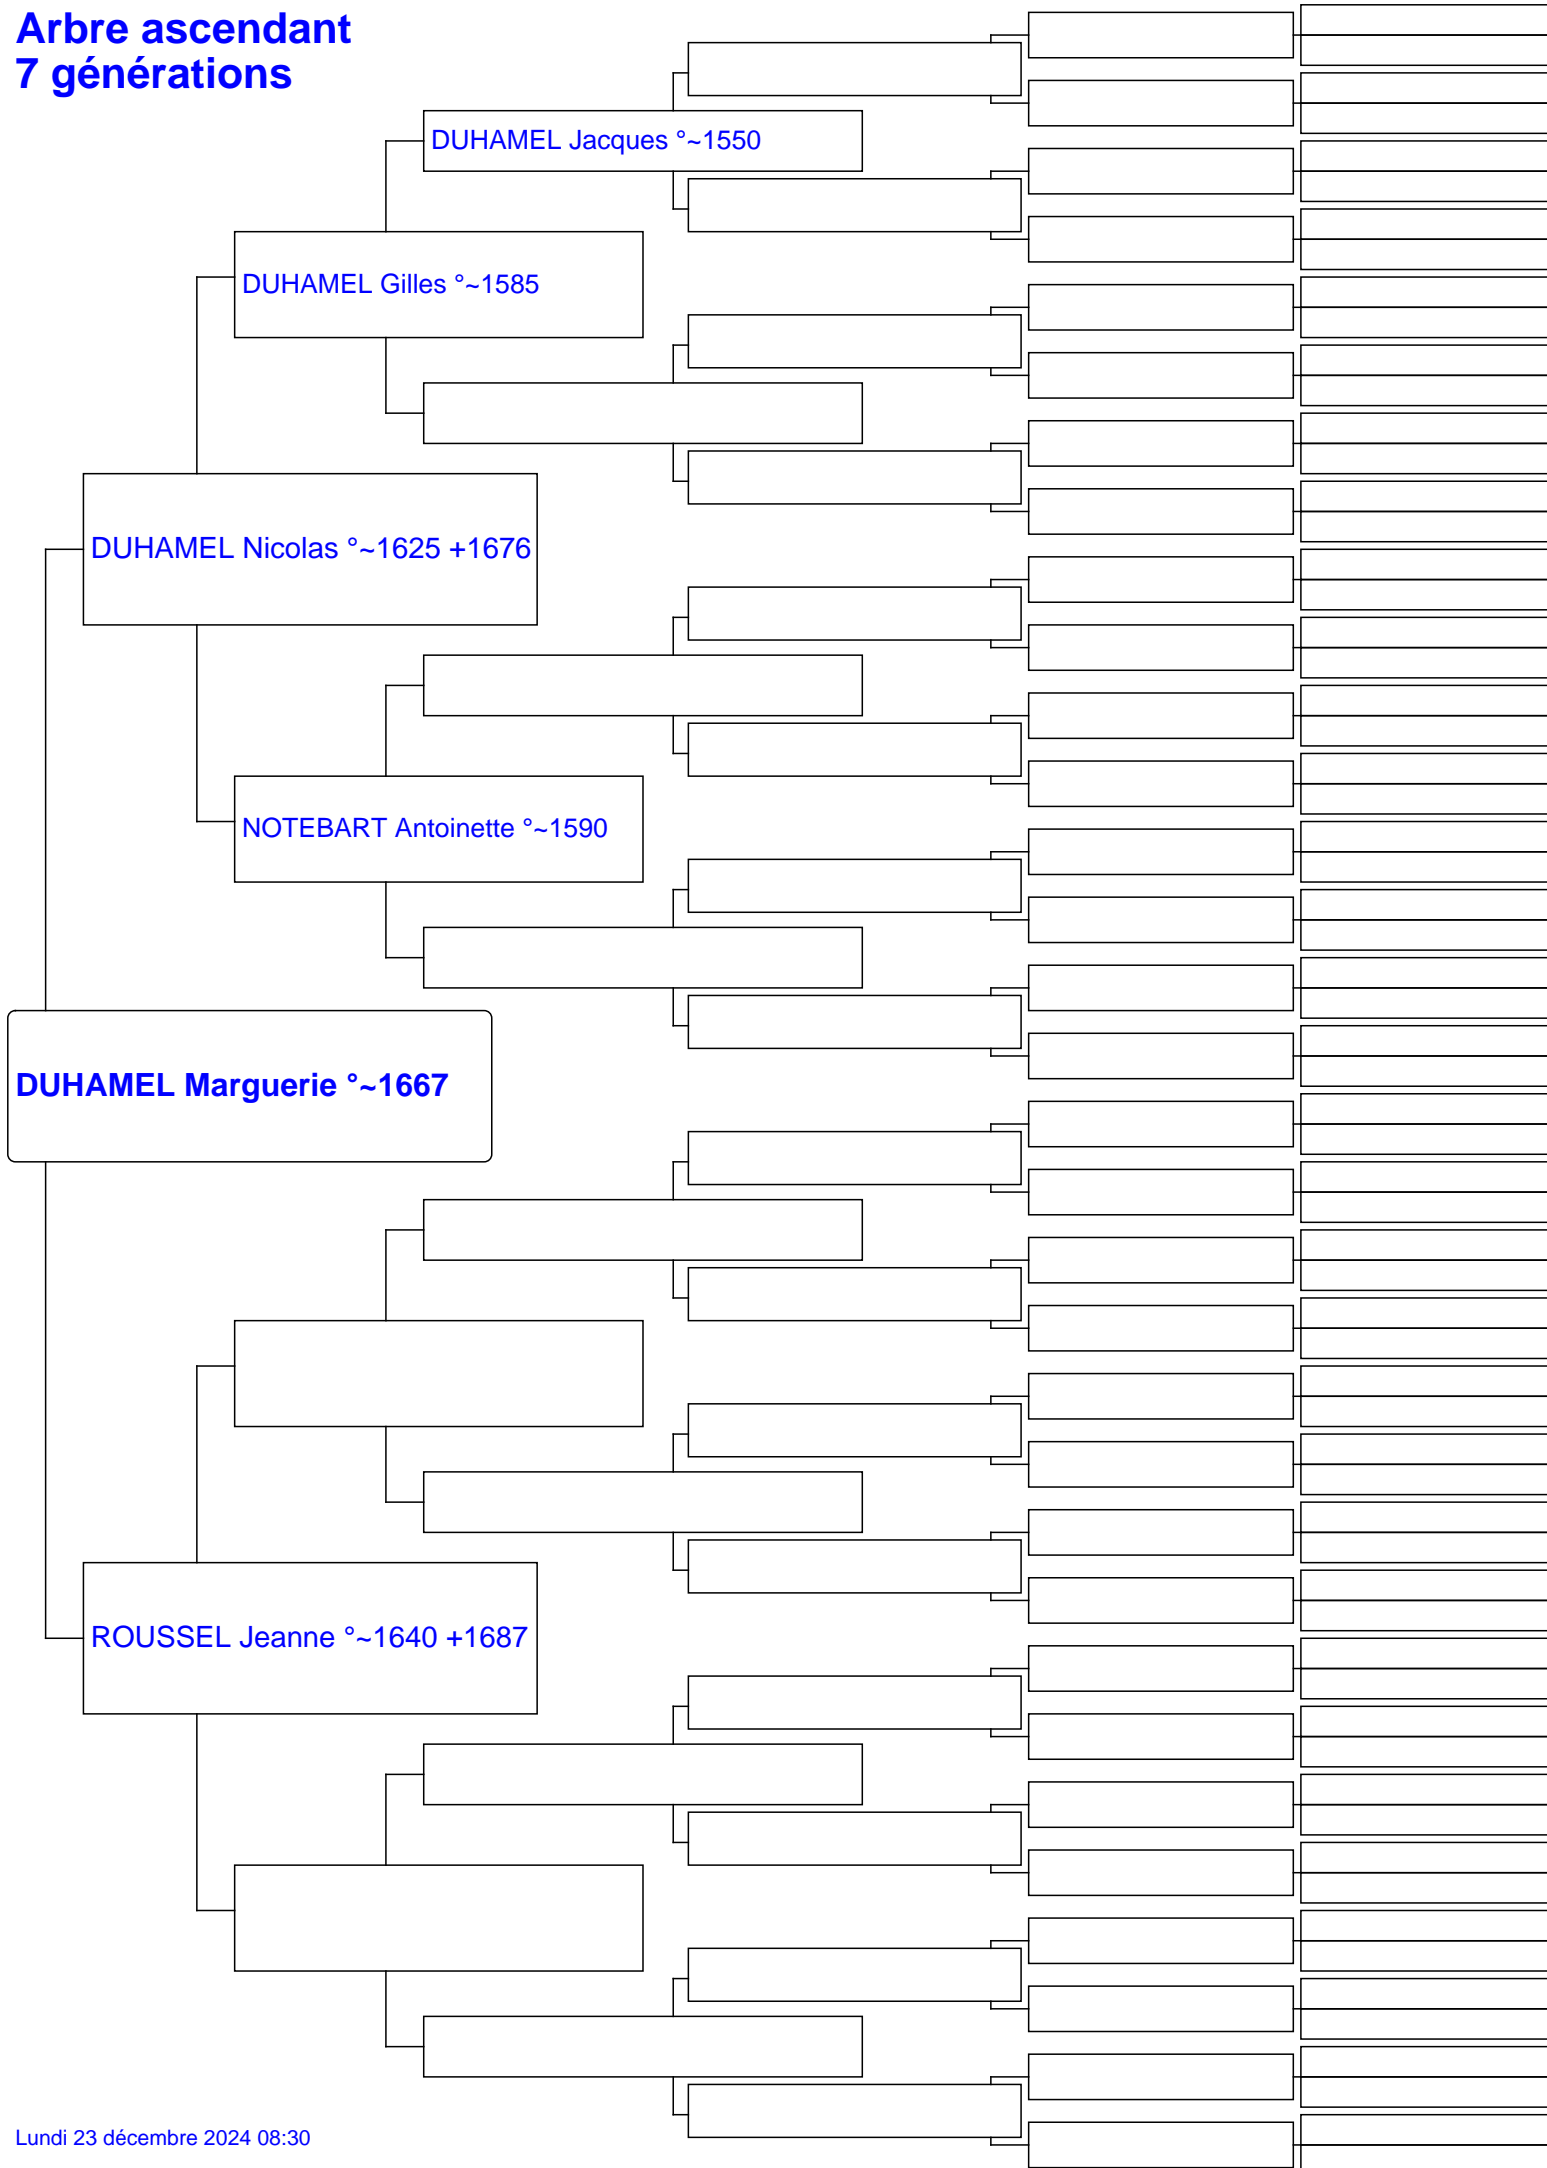 Arbre ascendant
7 générations
DUHAMEL Jacques °~1550
DUHAMEL Gilles °~1585
DUHAMEL Nicolas °~1625 +1676
NOTEBART Antoinette °~1590
DUHAMEL Marguerie °~1667
ROUSSEL Jeanne °~1640 +1687
Lundi 23 décembre 2024 08:30